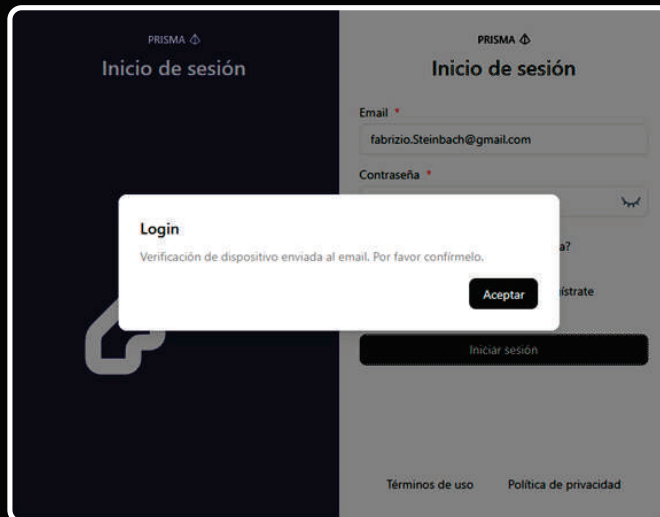 PRISMA
Inicio de sesión
PRISMA
Inicio de sesión
Email *
fabrizio.Steinbach@gmail.com
Contraseña *
Login
Verificación de dispositivo enviada al email. Por favor confírmelo.
Aceptar
a?
ístrate
Iniciar sesión
Términos de uso Política de privacidad